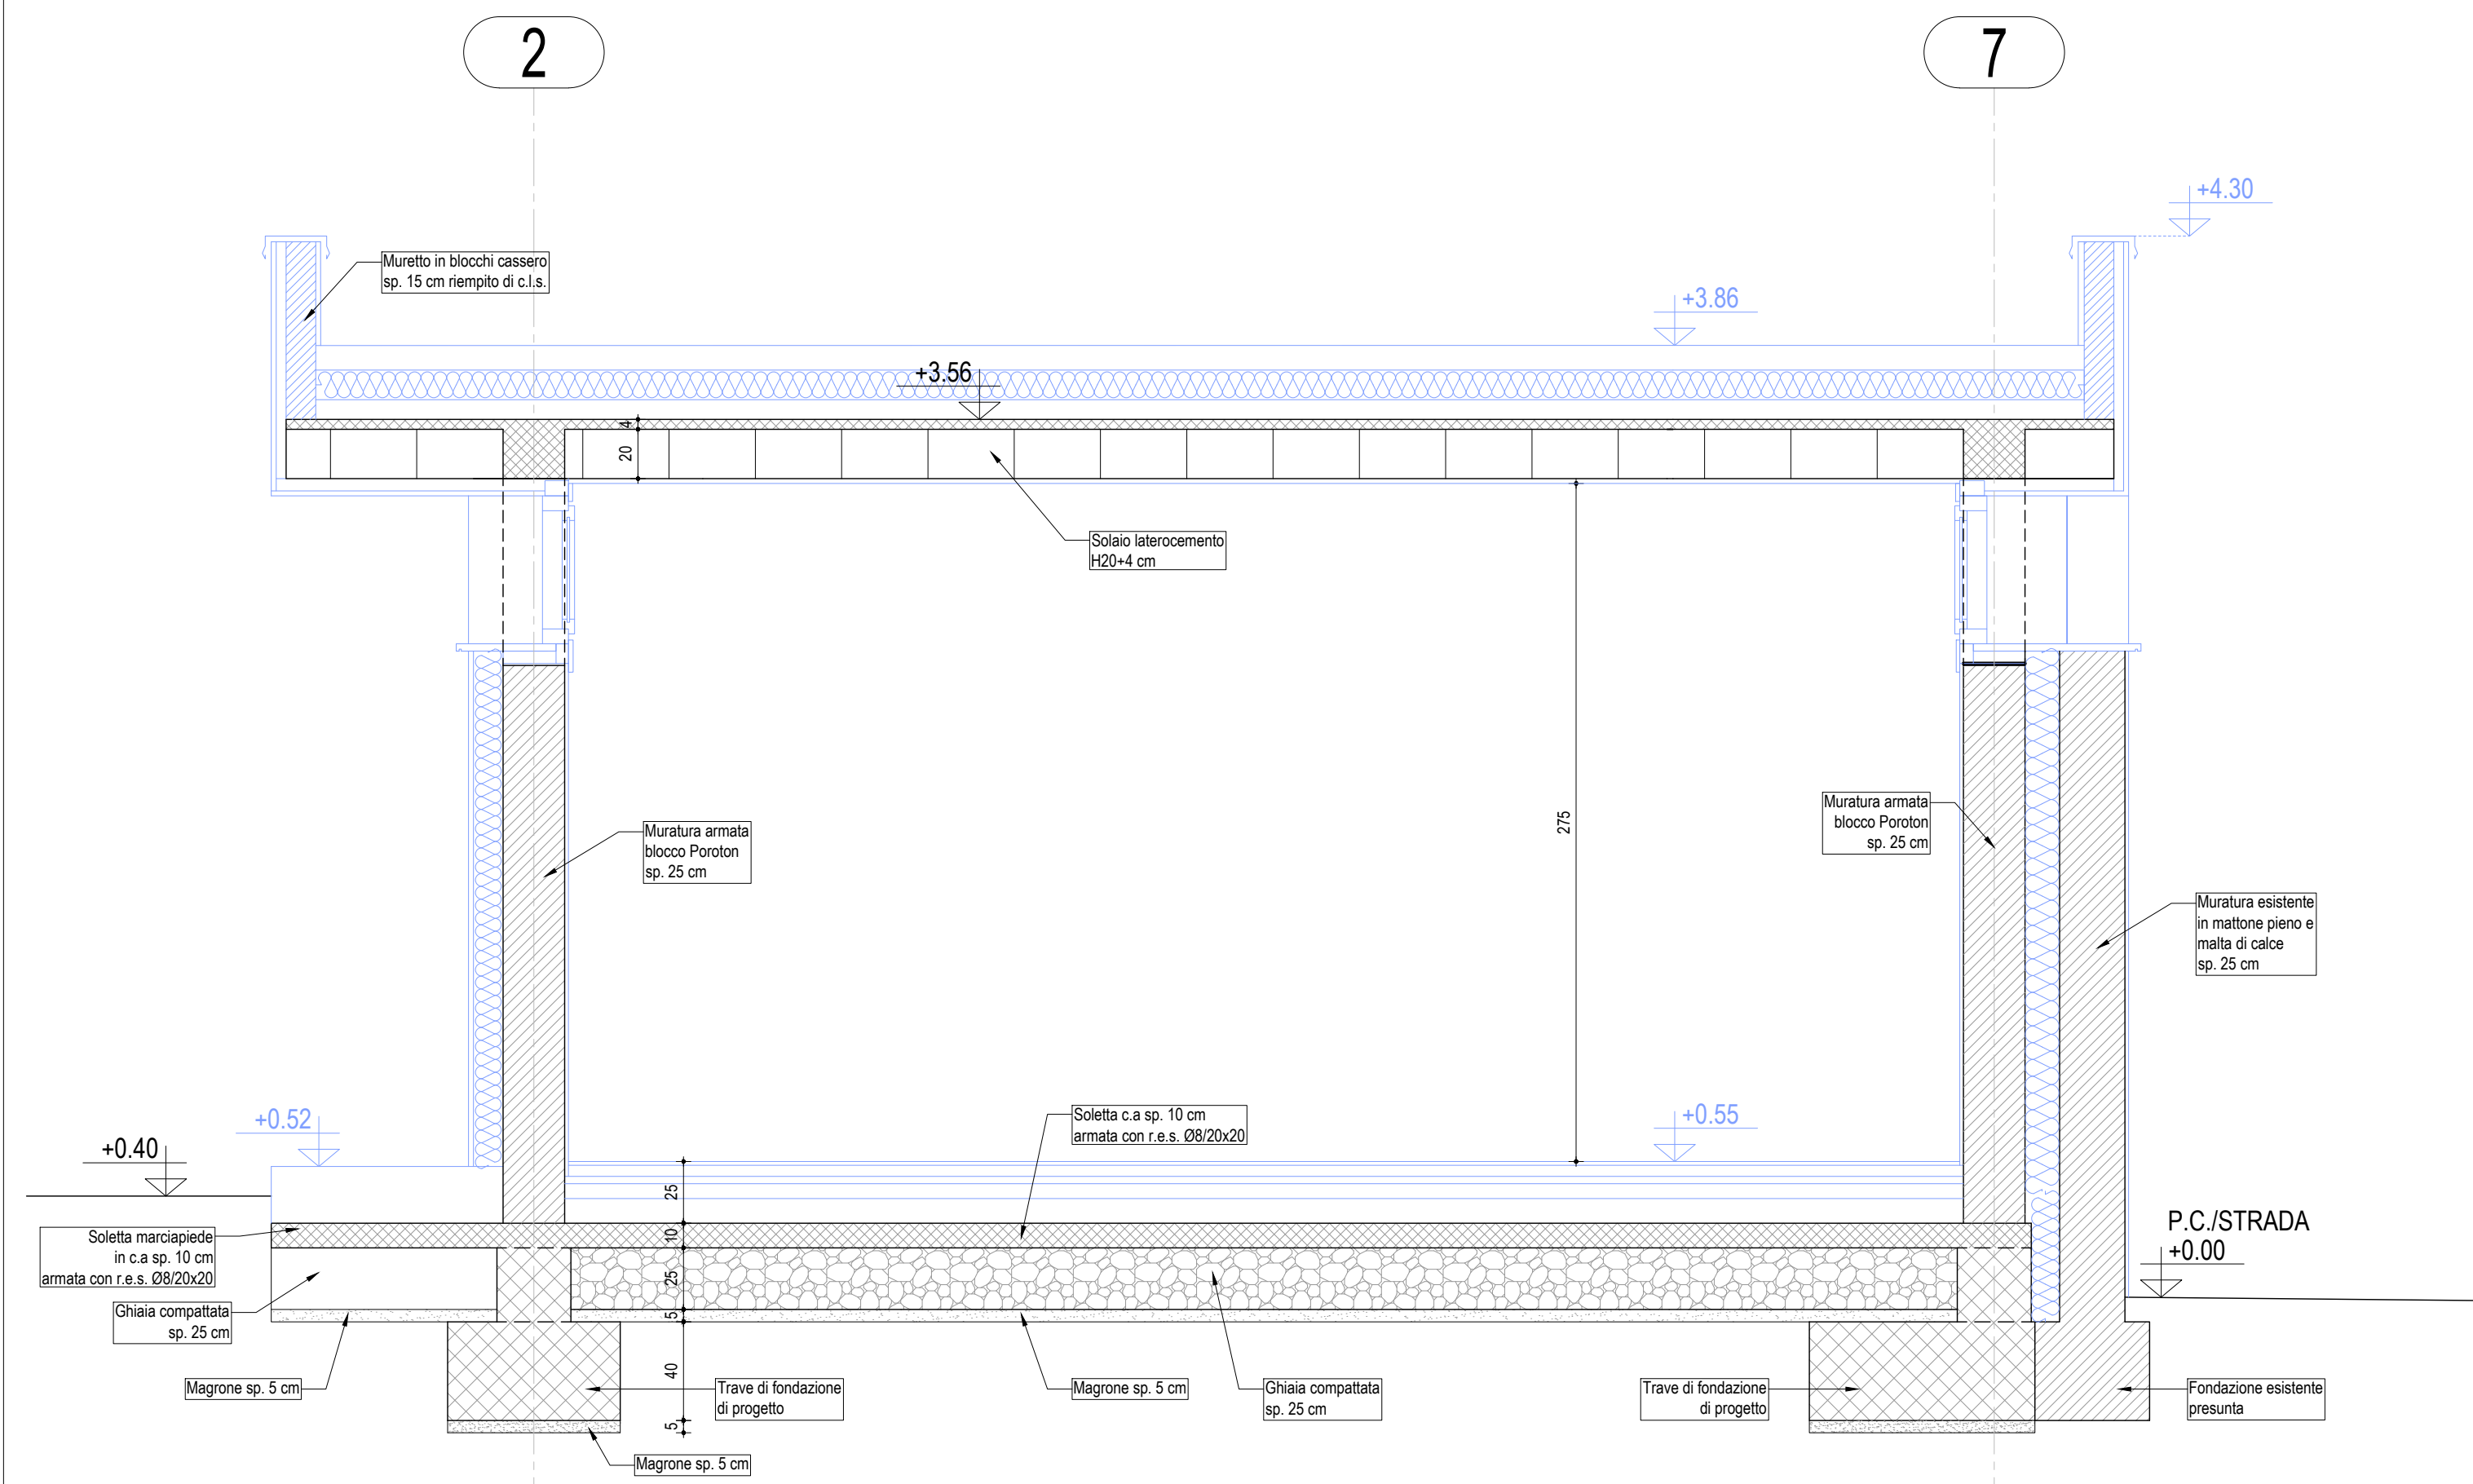 2
7
+4.30
Muretto in blocchi cassero
sp. 15 cm riempito di c.l.s.
+3.86
+3.56
4
20
Solaio laterocemento
H20+4 cm
275
Muratura armata
blocco Poroton
sp. 25 cm
Muratura armata
blocco Poroton
sp. 25 cm
Muratura esistente
in mattone pieno e
malta di calce
sp. 25 cm
+0.52
+0.40
Soletta c.a sp. 10 cm
armata con r.e.s. Ø8/20x20
+0.55
25
10
25
5
40
5
Soletta marciapiede
in c.a sp. 10 cm
armata con r.e.s. Ø8/20x20
P.C./STRADA
+0.00
Ghiaia compattata
sp. 25 cm
Magrone sp. 5 cm
Trave di fondazione
di progetto
Magrone sp. 5 cm
Ghiaia compattata
sp. 25 cm
Trave di fondazione
di progetto
Fondazione esistente
presunta
Magrone sp. 5 cm